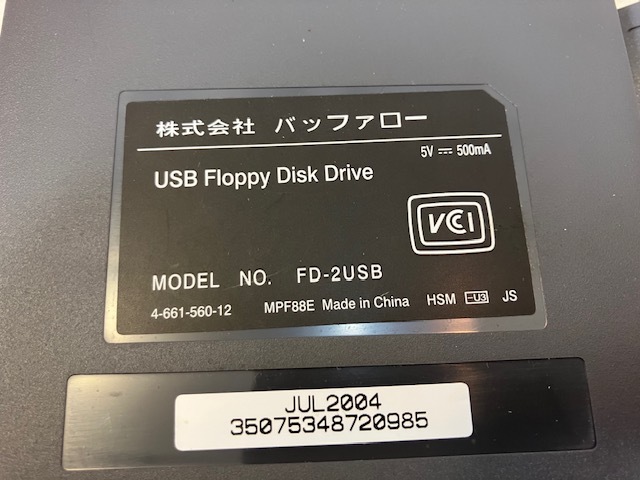 株式会社 バッファロー
5V ⎓ 500mA
USB Floppy Disk Drive
VCCI
MODEL NO. FD-2USB
4-661-560-12 MPF88E Made in China HSM -U3 JS
JUL2004
35075348720985